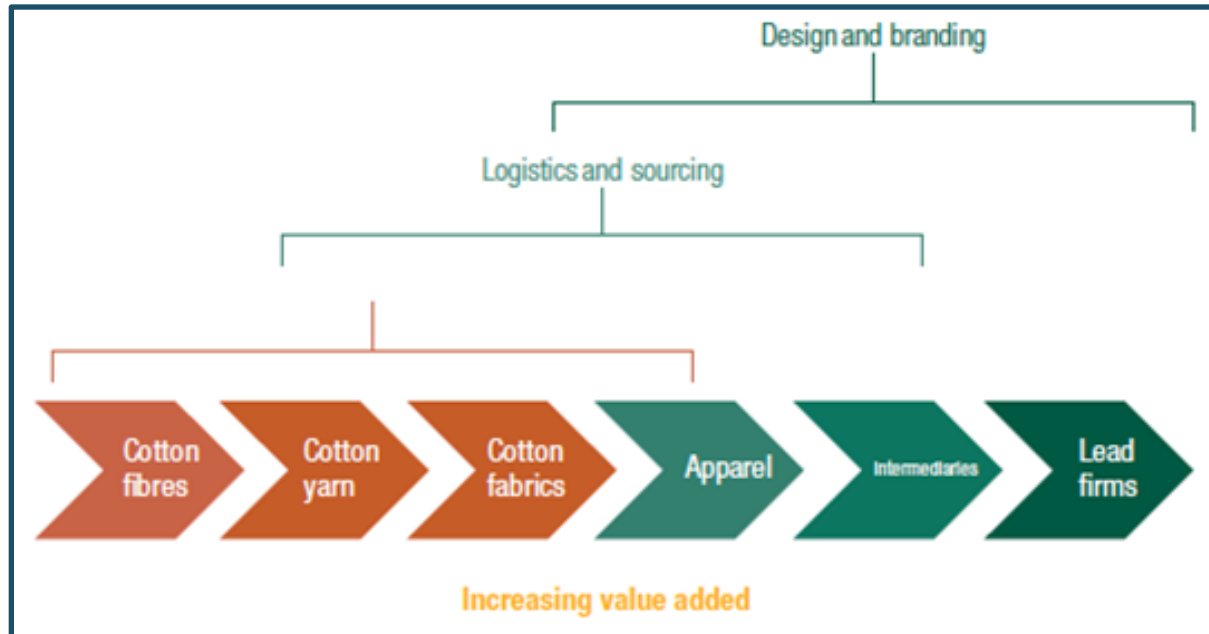 Design and branding
Logistics and sourcing
Cotton
fibres
Cotton
yarn
Cotton
fabrics
Apparel
Intermediaries
Lead
firms
Increasing value added